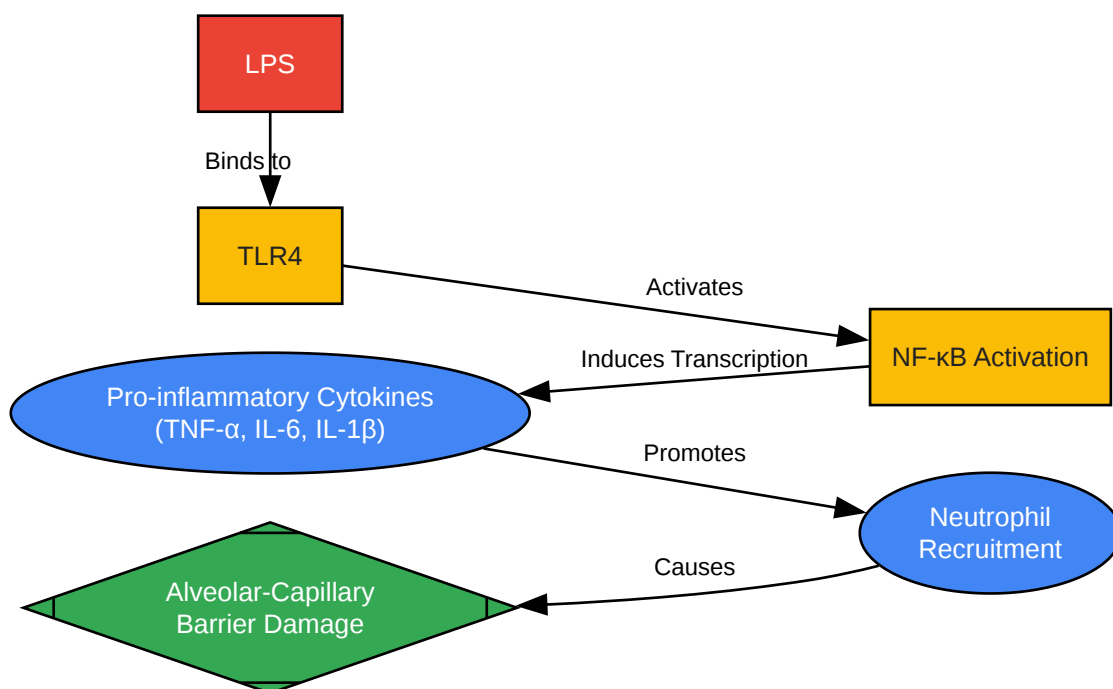 LPS
Binds to
TLR4
Activates
NF-κB Activation
Induces Transcription
Pro-inflammatory Cytokines
(TNF-α, IL-6, IL-1β)
Promotes
Neutrophil
Recruitment
Causes
Alveolar-Capillary
Barrier Damage